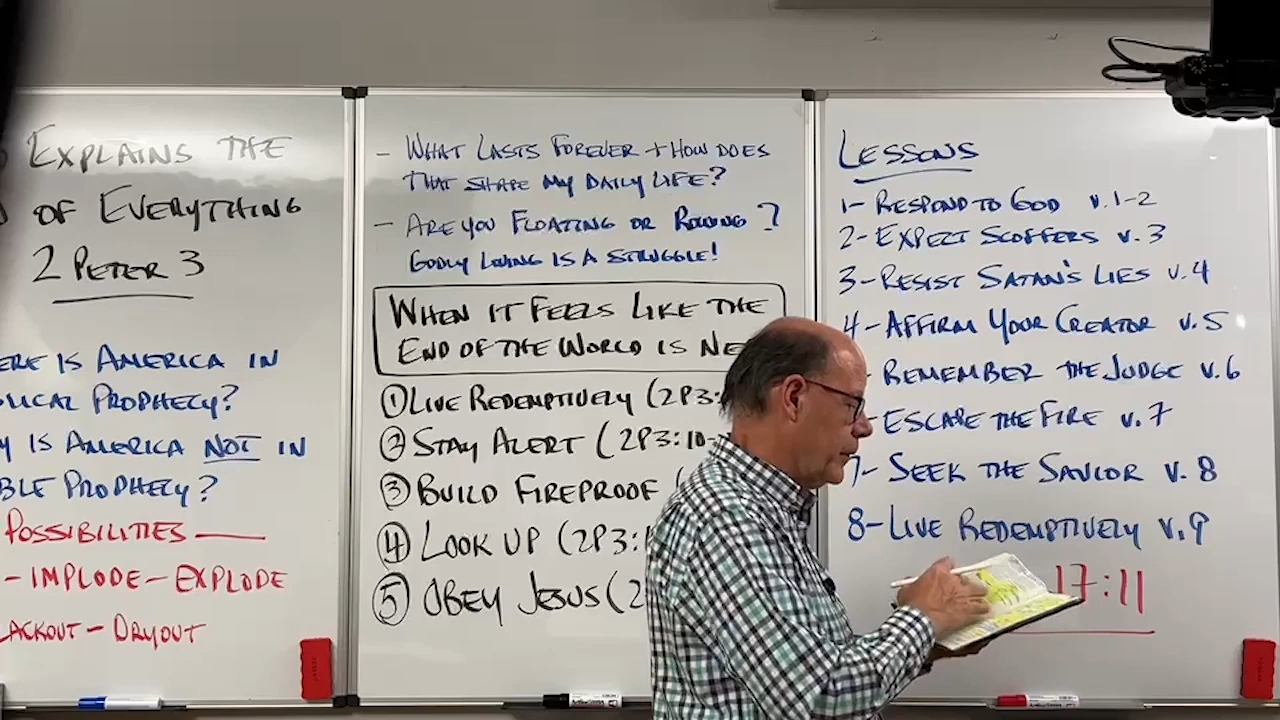 EXPLAINS THE
OF EVERYTHING
2 PETER 3
ERE IS AMERICA IN
LICAL PROPHECY?
Y IS AMERICA NOT IN
BLE PROPHECY?
POSSIBILITIES
- IMPLODE - EXPLODE
LACKOUT - DRYOUT
- WHAT LASTS FOREVER + HOW DOES
THAT SHAPE MY DAILY LIFE?
- ARE YOU FLOATING OR ROWING?
GODLY LIVING IS A STRUGGLE!
WHEN IT FEELS LIKE THE
END OF THE WORLD IS NE
① LIVE REDEMPTIVELY (2P3:
② STAY ALERT (2P3:10-
③ BUILD FIREPROOF (
④ LOOK UP (2P3:1
⑤ OBEY JESUS (2
LESSONS
1- RESPOND TO GOD v.1-2
2- EXPECT SCOFFERS v.3
3- RESIST SATAN'S LIES v.4
4- AFFIRM YOUR CREATOR v.5
- REMEMBER THE JUDGE v.6
- ESCAPE THE FIRE v.7
7- SEEK THE SAVIOR v.8
8- LIVE REDEMPTIVELY v.9
17:11